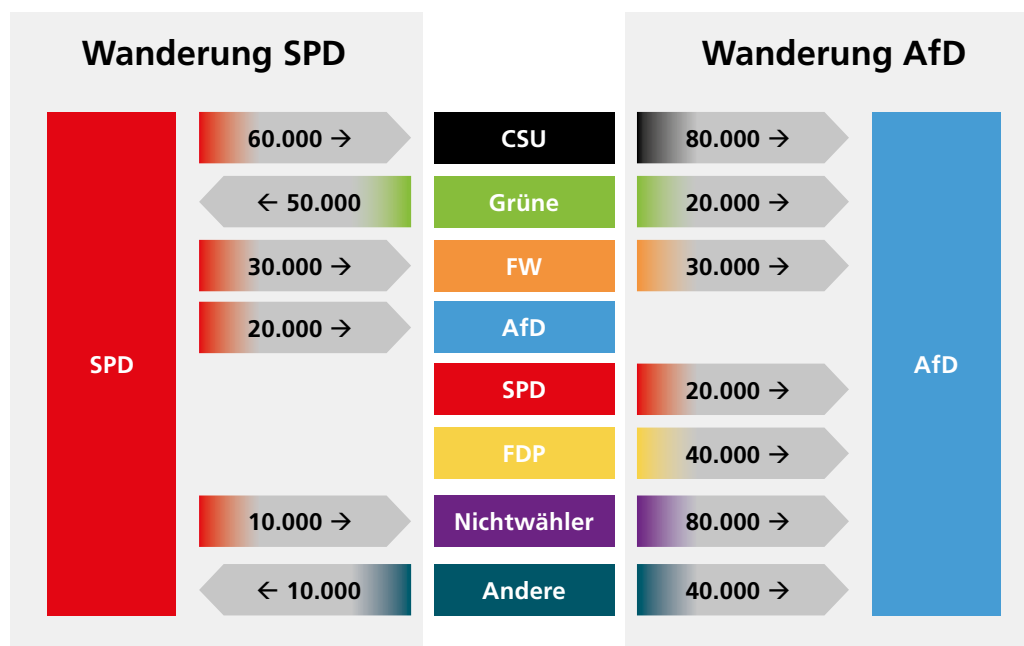 Wanderung SPD
Wanderung AfD
60.000 →
CSU
80.000 →
← 50.000
Grüne
20.000 →
30.000 →
FW
30.000 →
20.000 →
AfD
SPD
AfD
SPD
20.000 →
FDP
40.000 →
10.000 →
Nichtwähler
80.000 →
← 10.000
Andere
40.000 →